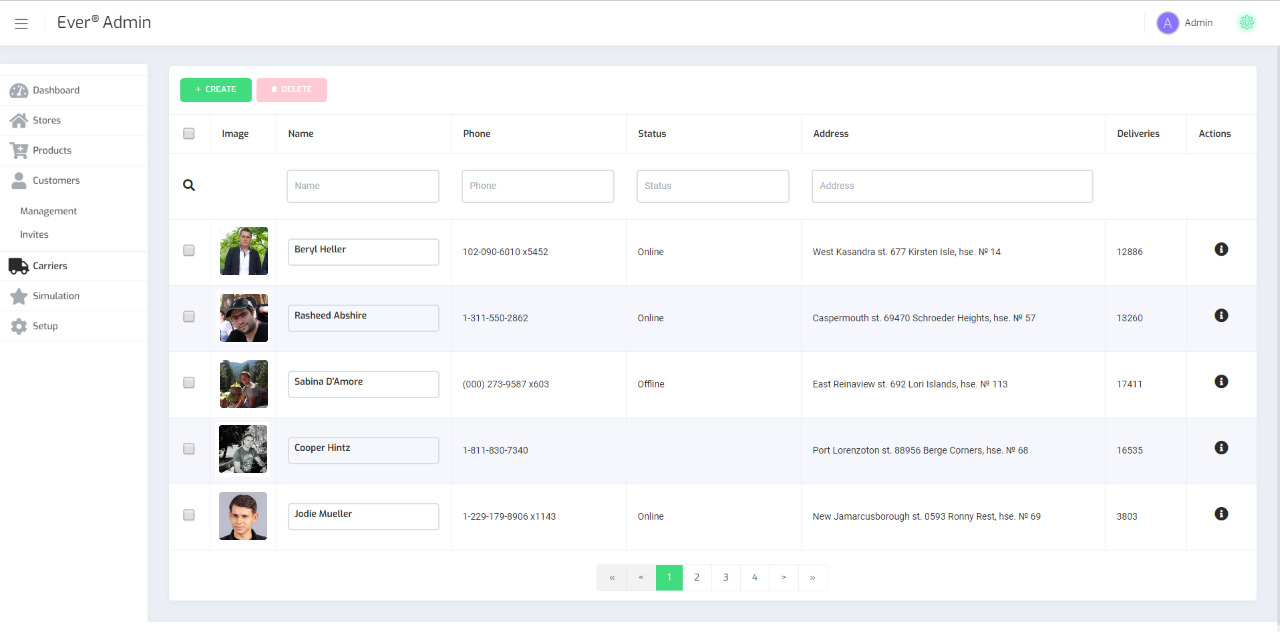 Ever® Admin
A Admin
Dashboard
Stores
Products
Customers
Management
Invites
Carriers
Simulation
Setup
+ CREATE DELETE
Image Name Phone Status Address Deliveries Actions
Name Phone Status Address
Beryl Heller 102-090-6010 x5452 Online West Kasandra st. 677 Kirsten Isle, hse. № 14 12886
Rasheed Abshire 1-311-550-2862 Online Caspermouth st. 69470 Schroeder Heights, hse. № 57 13260
Sabina D'Amore (000) 273-9587 x603 Offline East Reinaview st. 692 Lori Islands, hse. № 113 17411
Cooper Hintz 1-811-830-7340 Port Lorenzoton st. 88956 Berge Corners, hse. № 68 16535
Jodie Mueller 1-229-179-8906 x1143 Online New Jamarcusborough st. 0593 Ronny Rest, hse. № 69 3803
« < 1 2 3 4 > »